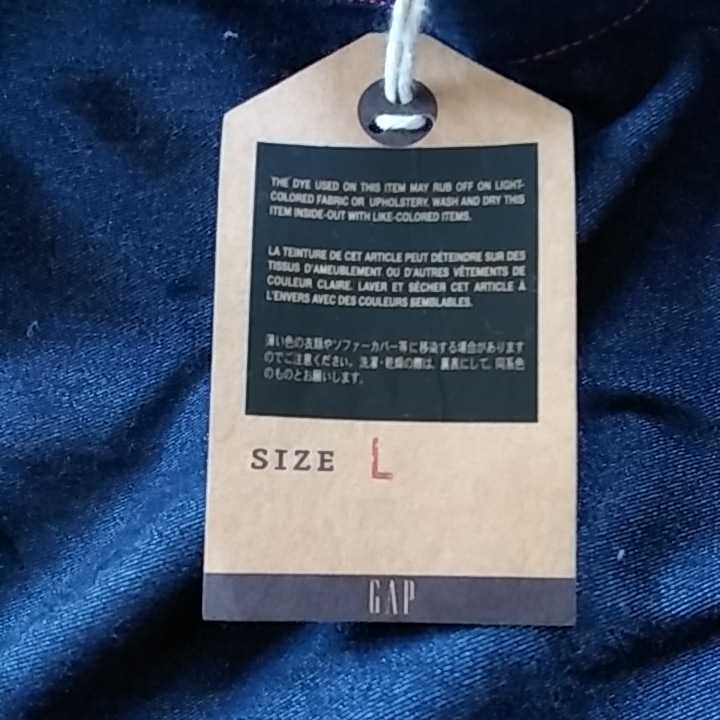 THE DYE USED ON THIS ITEM MAY RUB OFF ON LIGHT-
COLORED FABRIC OR UPHOLSTERY. WASH AND DRY THIS
ITEM INSIDE-OUT WITH LIKE-COLORED ITEMS.
LA TEINTURE DE CET ARTICLE PEUT DÉTEINDRE SUR DES
TISSUS D'AMEUBLEMENT OU D'AUTRES VÊTEMENTS DE
COULEUR CLAIRE. LAVER ET SÉCHER CET ARTICLE À
L'ENVERS AVEC DES COULEURS SEMBLABLES.
薄い色の衣類やソファーカバー等に移染する場合があります
のでご注意ください。洗濯・乾燥の際は、裏表にして、同系色
のものとお願いします。
SIZE L
GAP